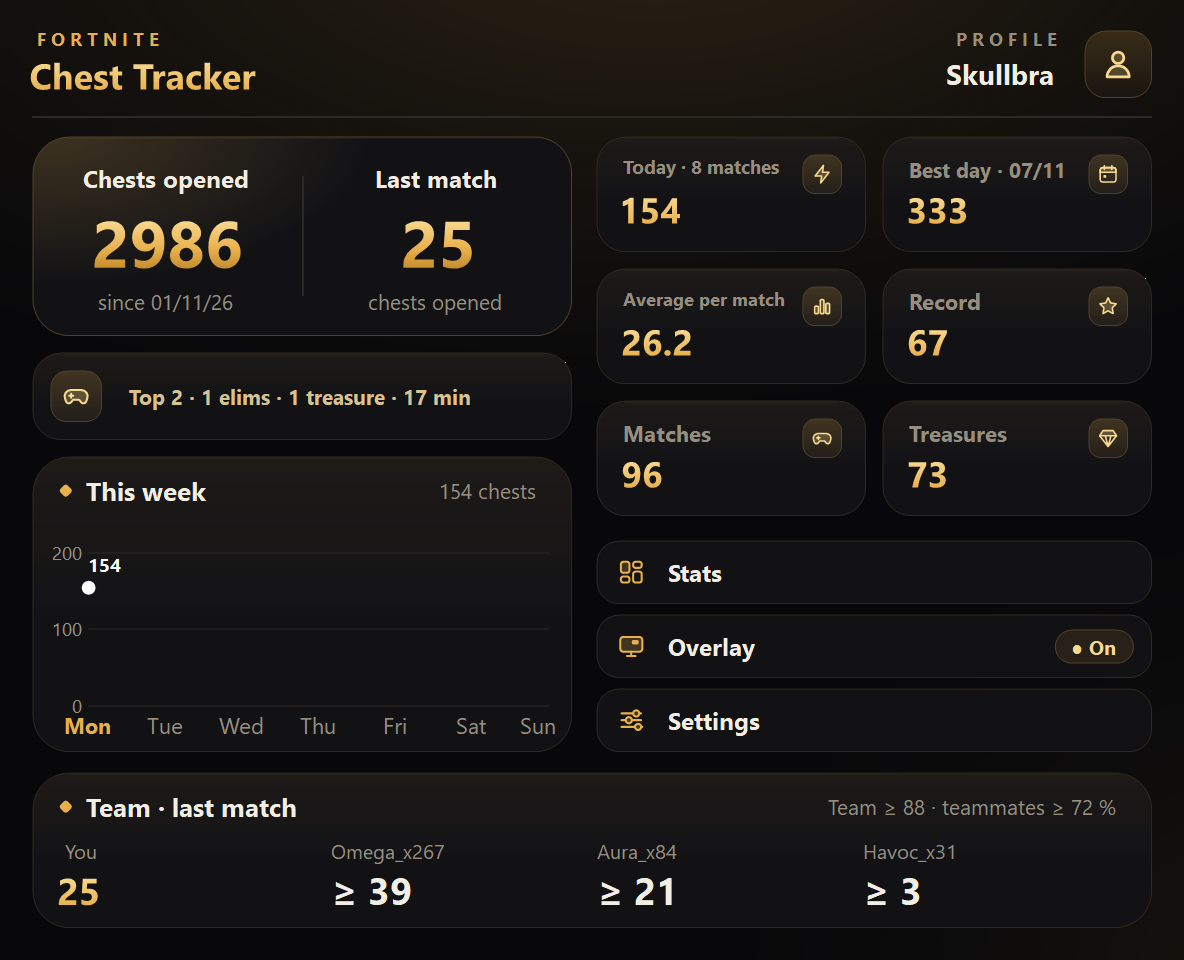 FORTNITE
Chest Tracker
PROFILE
Skullbra
Chests opened
2986
since 01/11/26
Last match
25
chests opened
Today · 8 matches
154
Best day · 07/11
333
Average per match
26.2
Record
67
Matches
96
Treasures
73
Top 2 · 1 elims · 1 treasure · 17 min
This week
154 chests
200
154
100
0
Mon Tue Wed Thu Fri Sat Sun
Stats
Overlay
● On
Settings
Team · last match
Team ≥ 88 · teammates ≥ 72 %
You
25
Omega_x267
≥ 39
Aura_x84
≥ 21
Havoc_x31
≥ 3